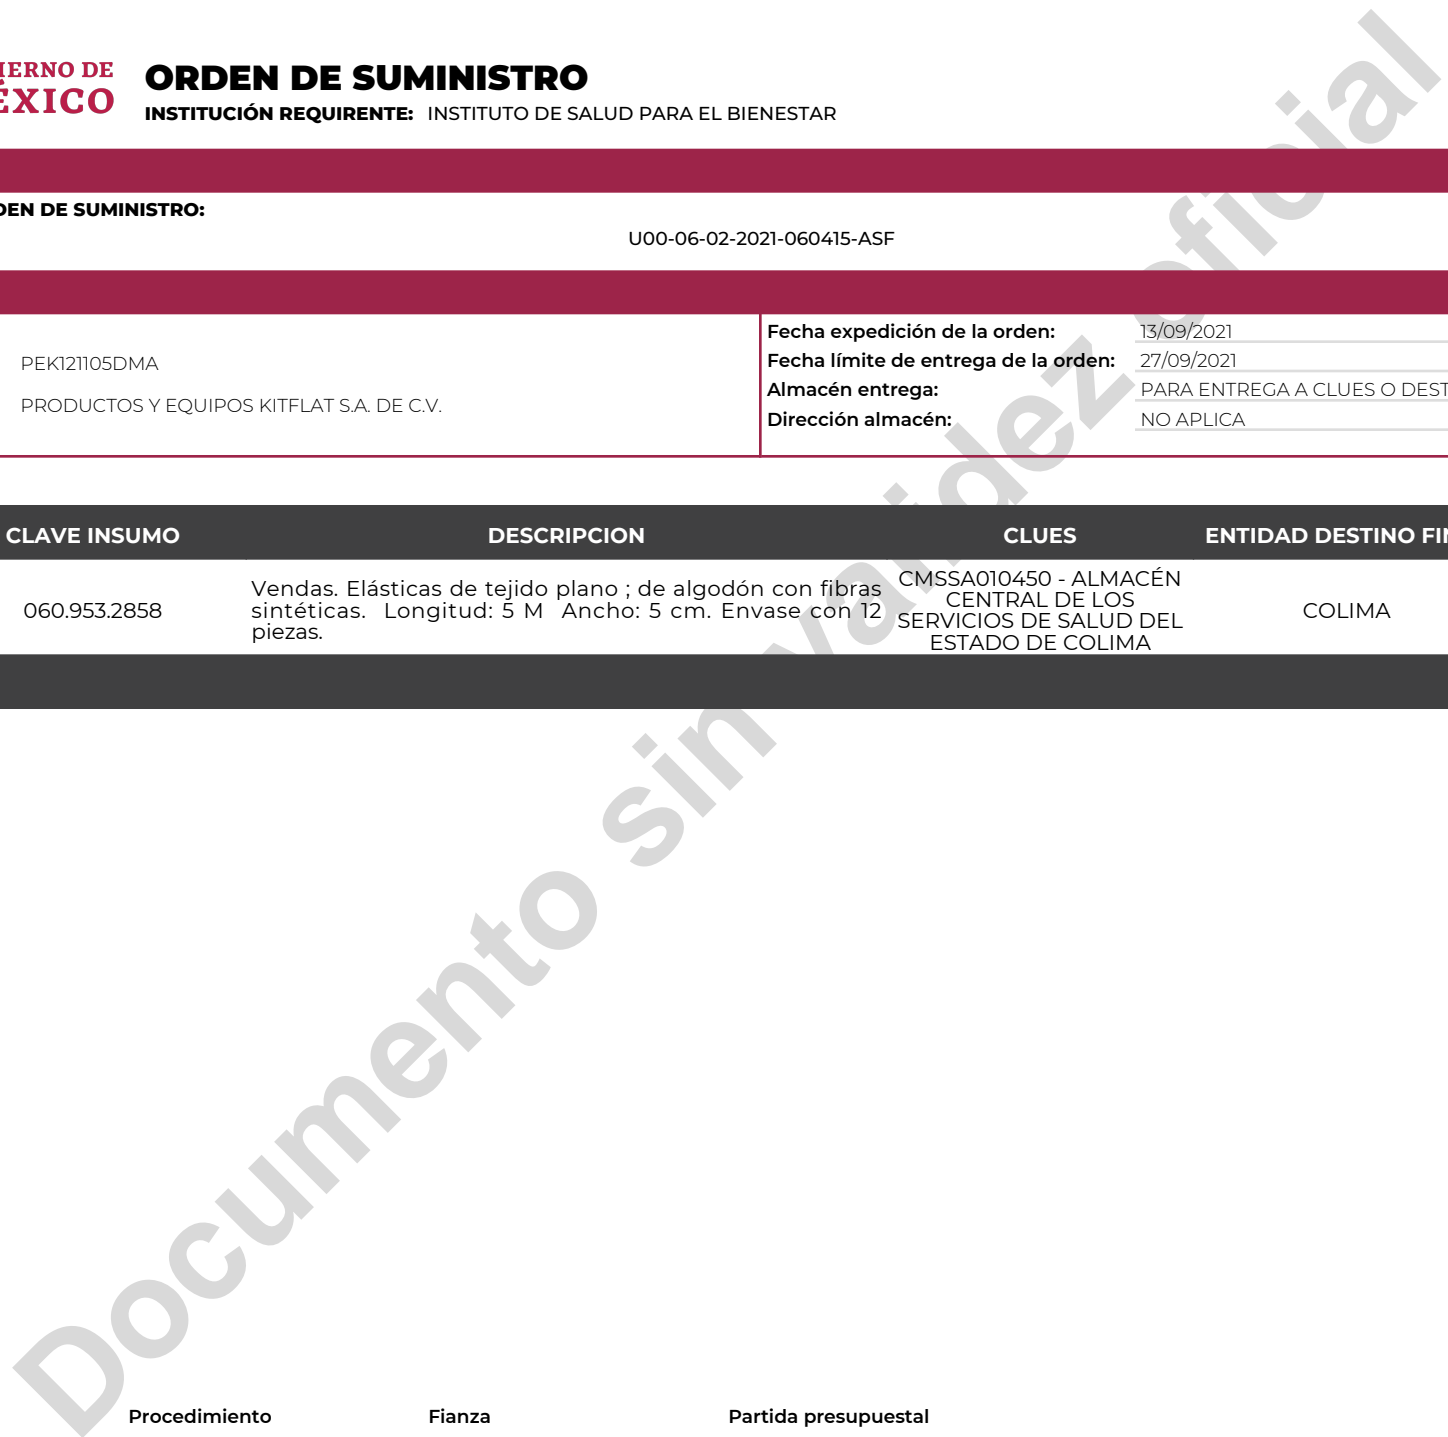 IERNO DE
ÉXICO
ORDEN DE SUMINISTRO
INSTITUCIÓN REQUIRENTE: INSTITUTO DE SALUD PARA EL BIENESTAR
DEN DE SUMINISTRO:
U00-06-02-2021-060415-ASF
PEK121105DMA
PRODUCTOS Y EQUIPOS KITFLAT S.A. DE C.V.
Fecha expedición de la orden: 13/09/2021
Fecha límite de entrega de la orden: 27/09/2021
Almacén entrega: PARA ENTREGA A CLUES O DEST
Dirección almacén: NO APLICA
CLAVE INSUMO DESCRIPCION CLUES ENTIDAD DESTINO FIN
060.953.2858
Vendas. Elásticas de tejido plano ; de algodón con fibras
sintéticas. Longitud: 5 M Ancho: 5 cm. Envase con 12
piezas.
CMSSA010450 - ALMACÉN
CENTRAL DE LOS
SERVICIOS DE SALUD DEL
ESTADO DE COLIMA
COLIMA
Documento sin validez oficial
Procedimiento Fianza Partida presupuestal